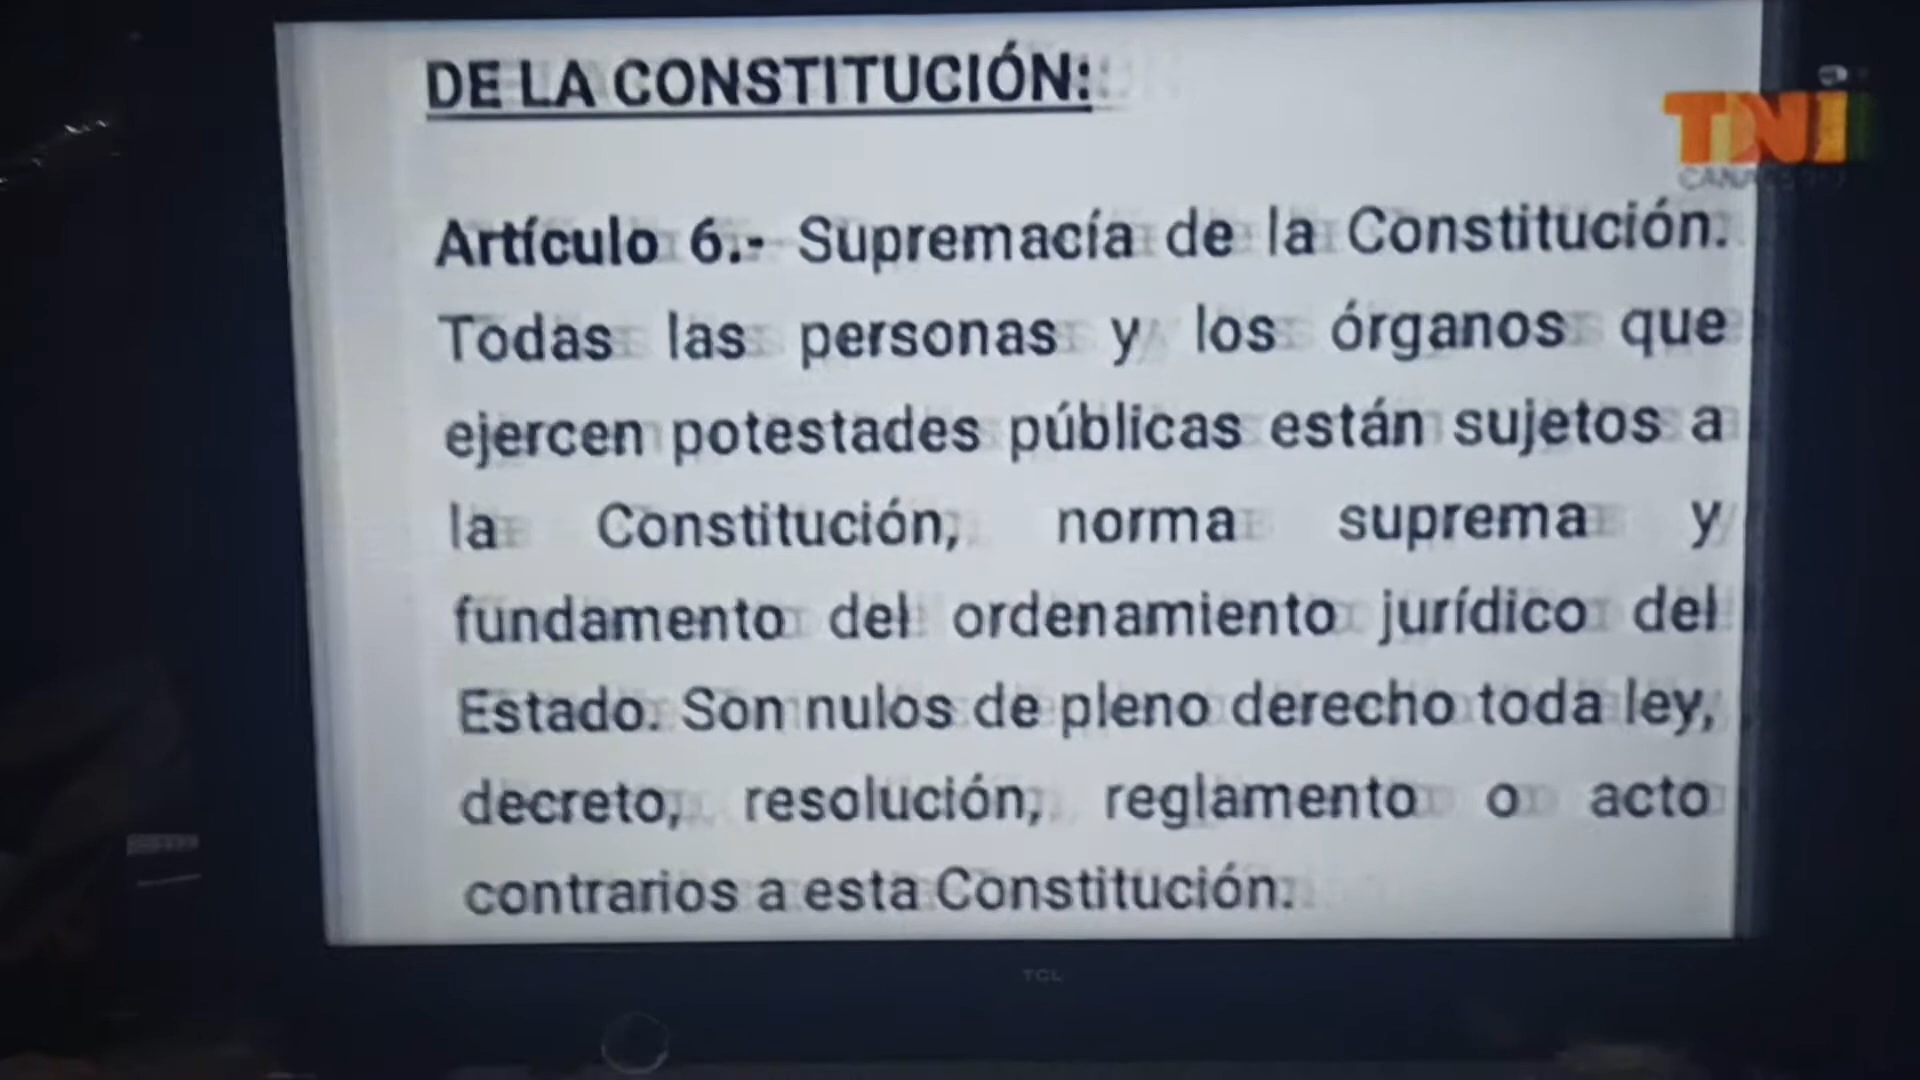 DE LA CONSTITUCIÓN:
TNI
Artículo 6.- Supremacía de la Constitución.
Todas las personas y los órganos que
ejercen potestades públicas están sujetos a
la Constitución, norma suprema y
fundamento del ordenamiento jurídico del
Estado. Son nulos de pleno derecho toda ley,
decreto, resolución, reglamento o acto
contrarios a esta Constitución.
TCL